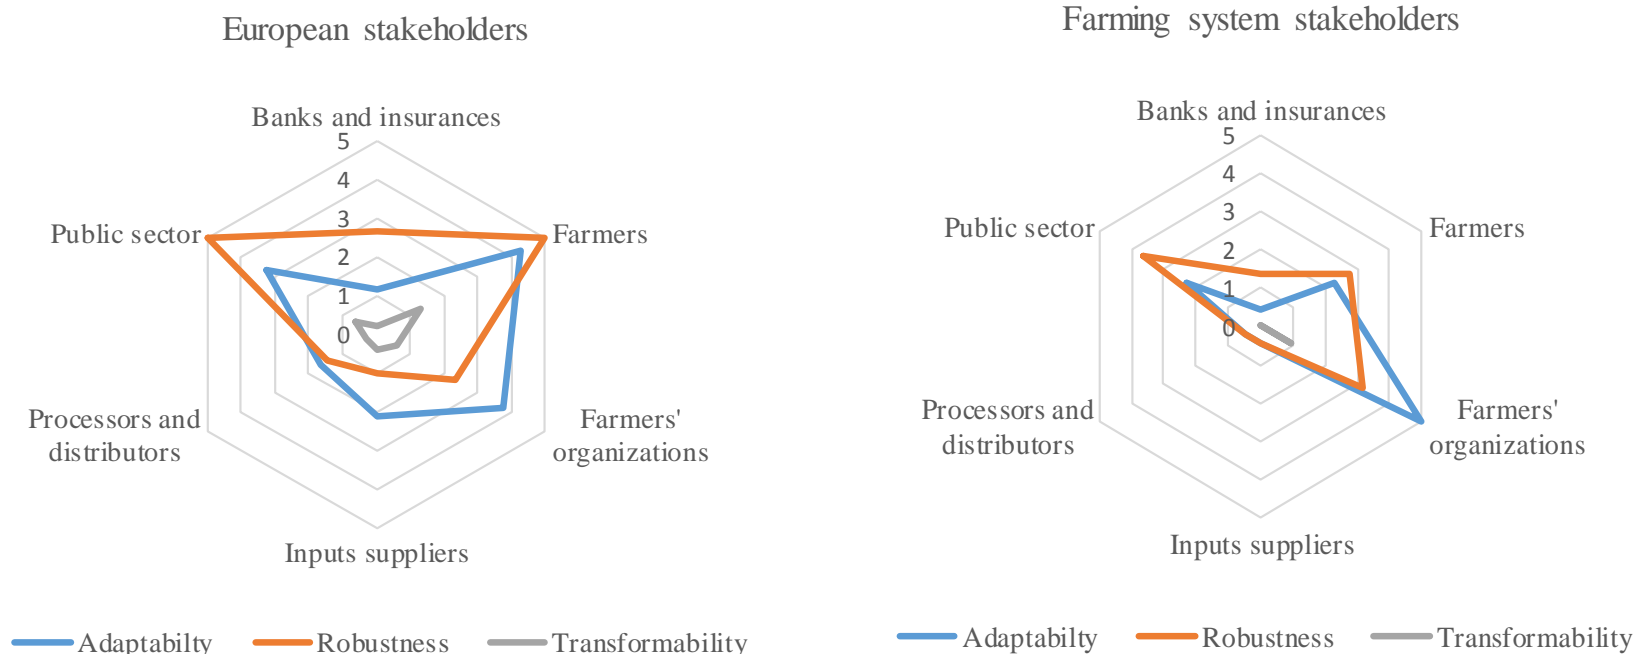 European stakeholders
Banks and insurances
5
4
3
2
1
0
Public sector
Farmers
Processors and
distributors
Farmers'
organizations
Inputs suppliers
Adaptabilty
Robustness
Transformability
Farming system stakeholders
Banks and insurances
5
4
3
2
1
0
Public sector
Farmers
Processors and
distributors
Farmers'
organizations
Inputs suppliers
Adaptabilty
Robustness
Transformability